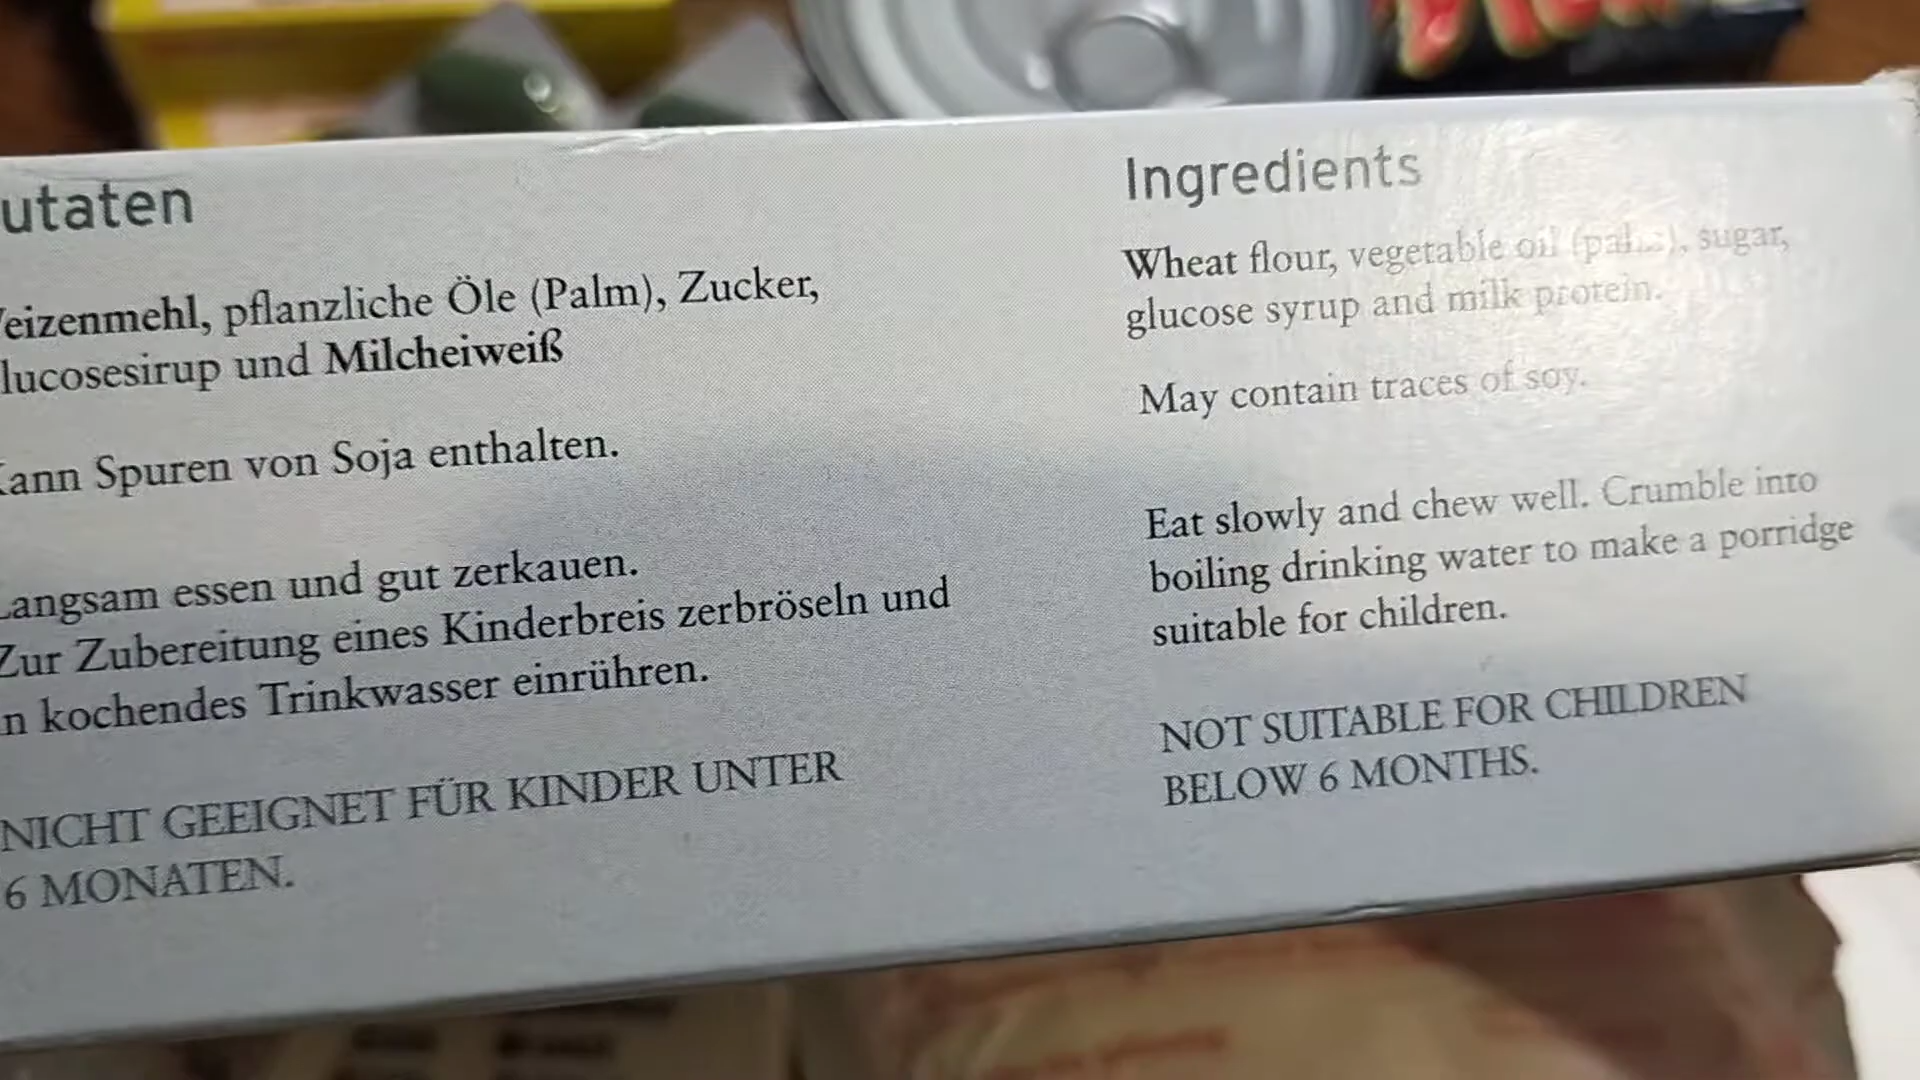 utaten
eizenmehl, pflanzliche Öle (Palm), Zucker,
lucosesirup und Milcheiweiß
ann Spuren von Soja enthalten.
Langsam essen und gut zerkauen.
Zur Zubereitung eines Kinderbreis zerbröseln und
n kochendes Trinkwasser einrühren.
NICHT GEEIGNET FÜR KINDER UNTER
6 MONATEN.
Ingredients
Wheat flour, vegetable oil (palm), sugar,
glucose syrup and milk protein.
May contain traces of soy.
Eat slowly and chew well. Crumble into
boiling drinking water to make a porridge
suitable for children.
NOT SUITABLE FOR CHILDREN
BELOW 6 MONTHS.